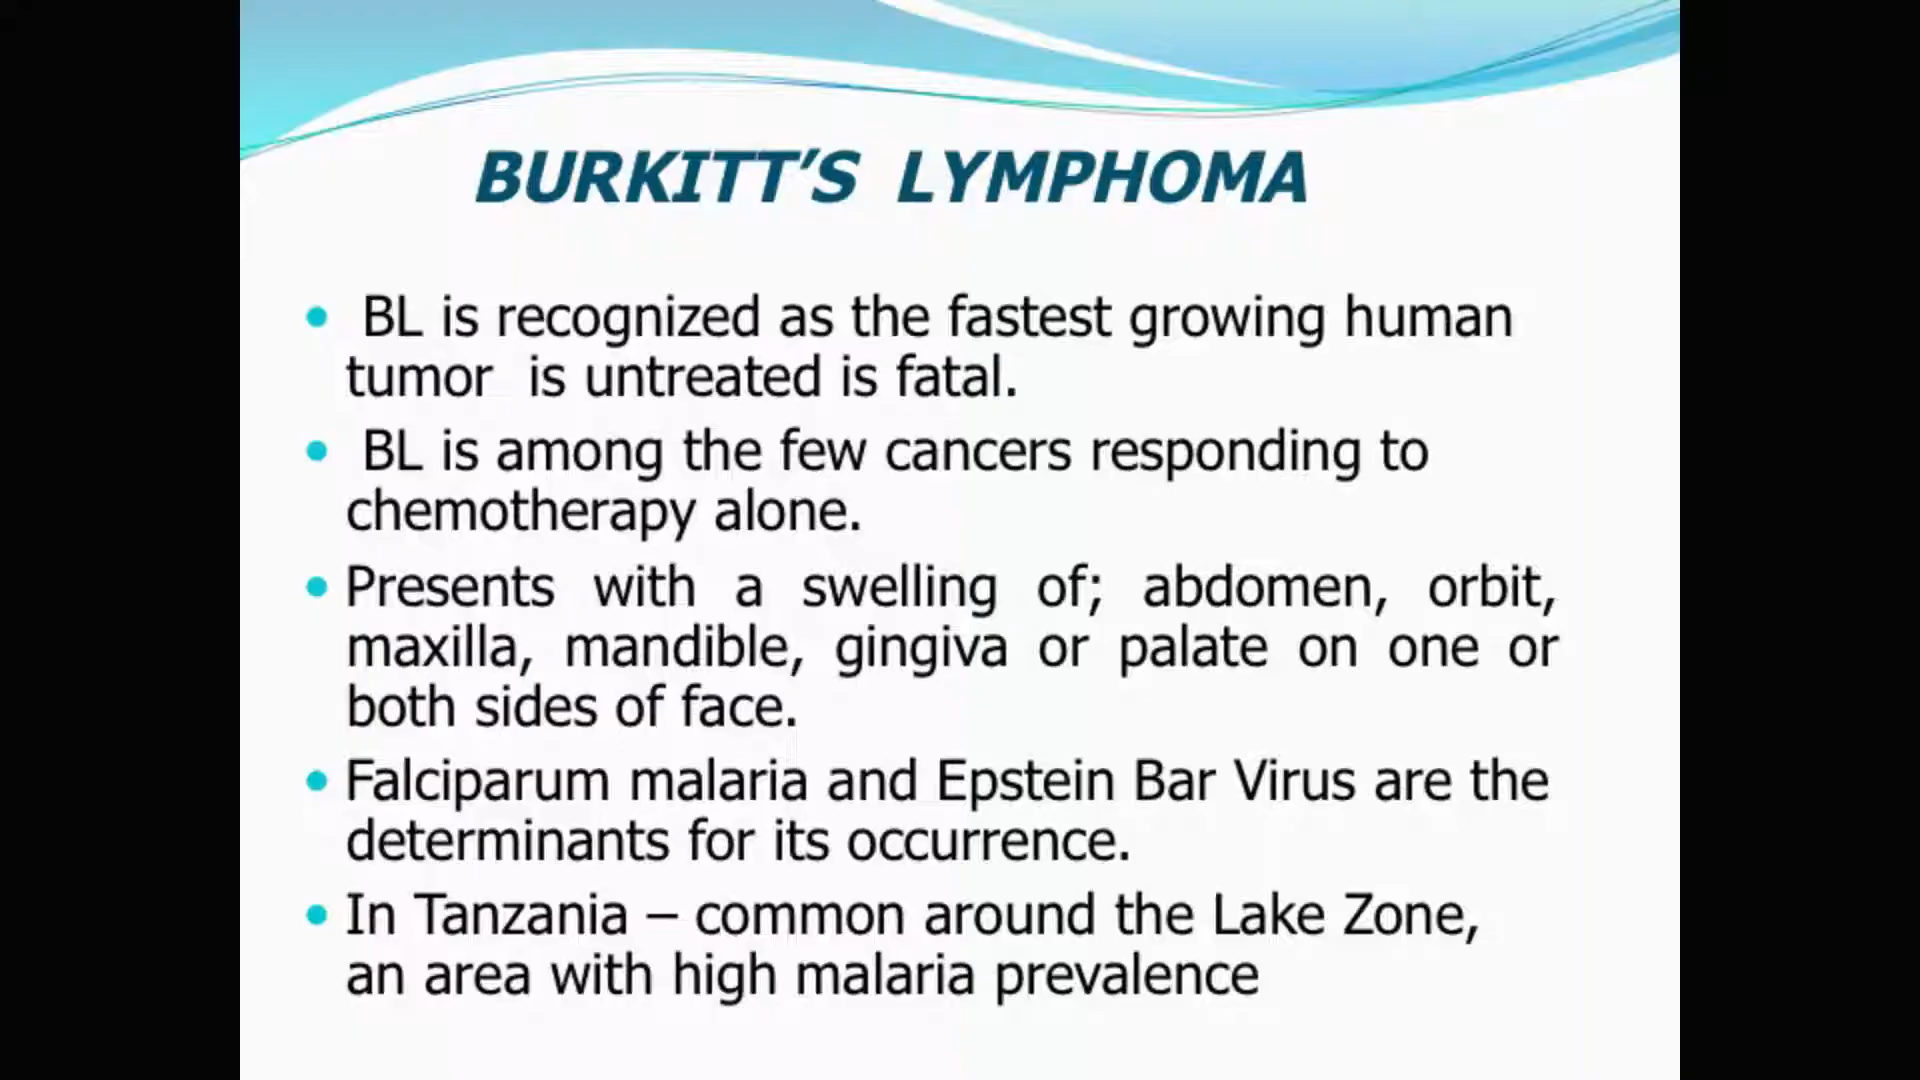 BURKITT’S LYMPHOMA
• BL is recognized as the fastest growing human
tumor is untreated is fatal.
• BL is among the few cancers responding to
chemotherapy alone.
• Presents with a swelling of; abdomen, orbit,
maxilla, mandible, gingiva or palate on one or
both sides of face.
• Falciparum malaria and Epstein Bar Virus are the
determinants for its occurrence.
• In Tanzania – common around the Lake Zone,
an area with high malaria prevalence